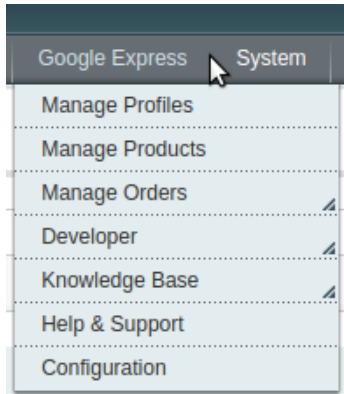 Google Express System
Manage Profiles
Manage Products
Manage Orders
Developer
Knowledge Base
Help & Support
Configuration